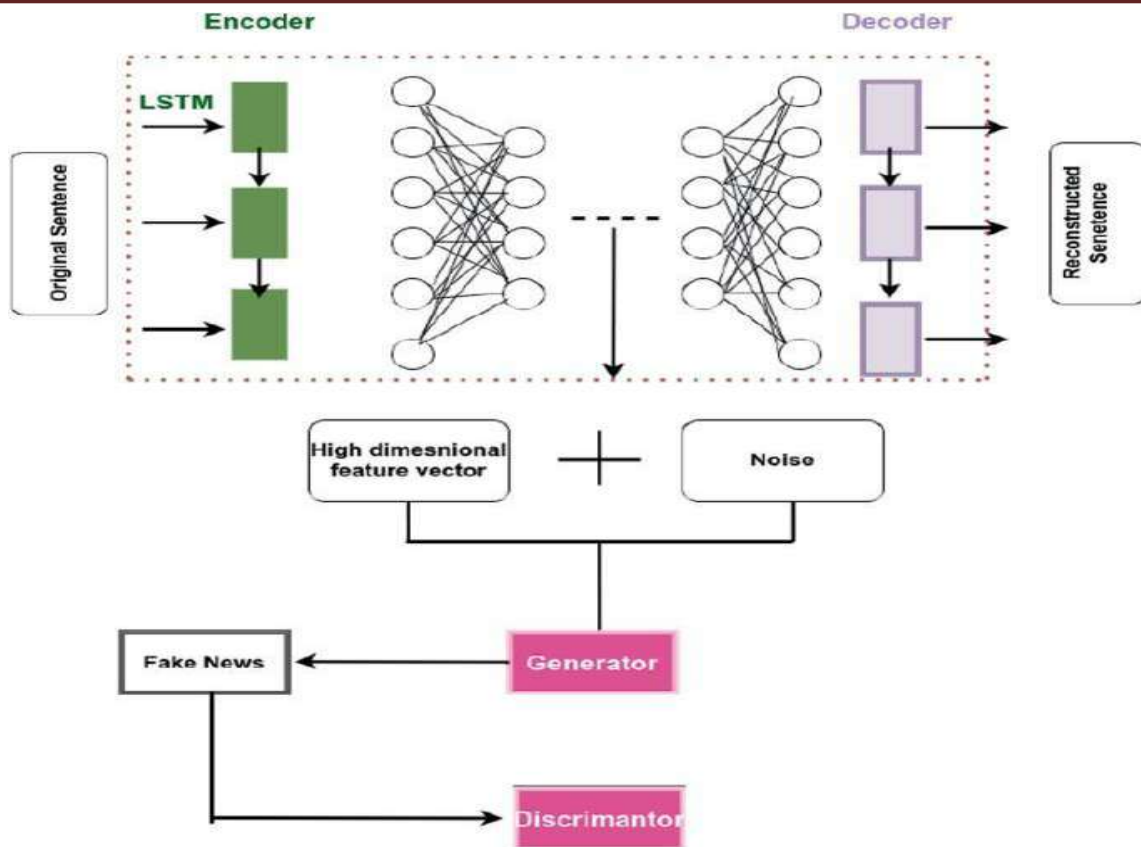 Encoder
Decoder
LSTM
Original Sentence
Reconstructed
Senetence
High dimesnional
feature vector
Noise
Fake News
Generator
Discrimantor